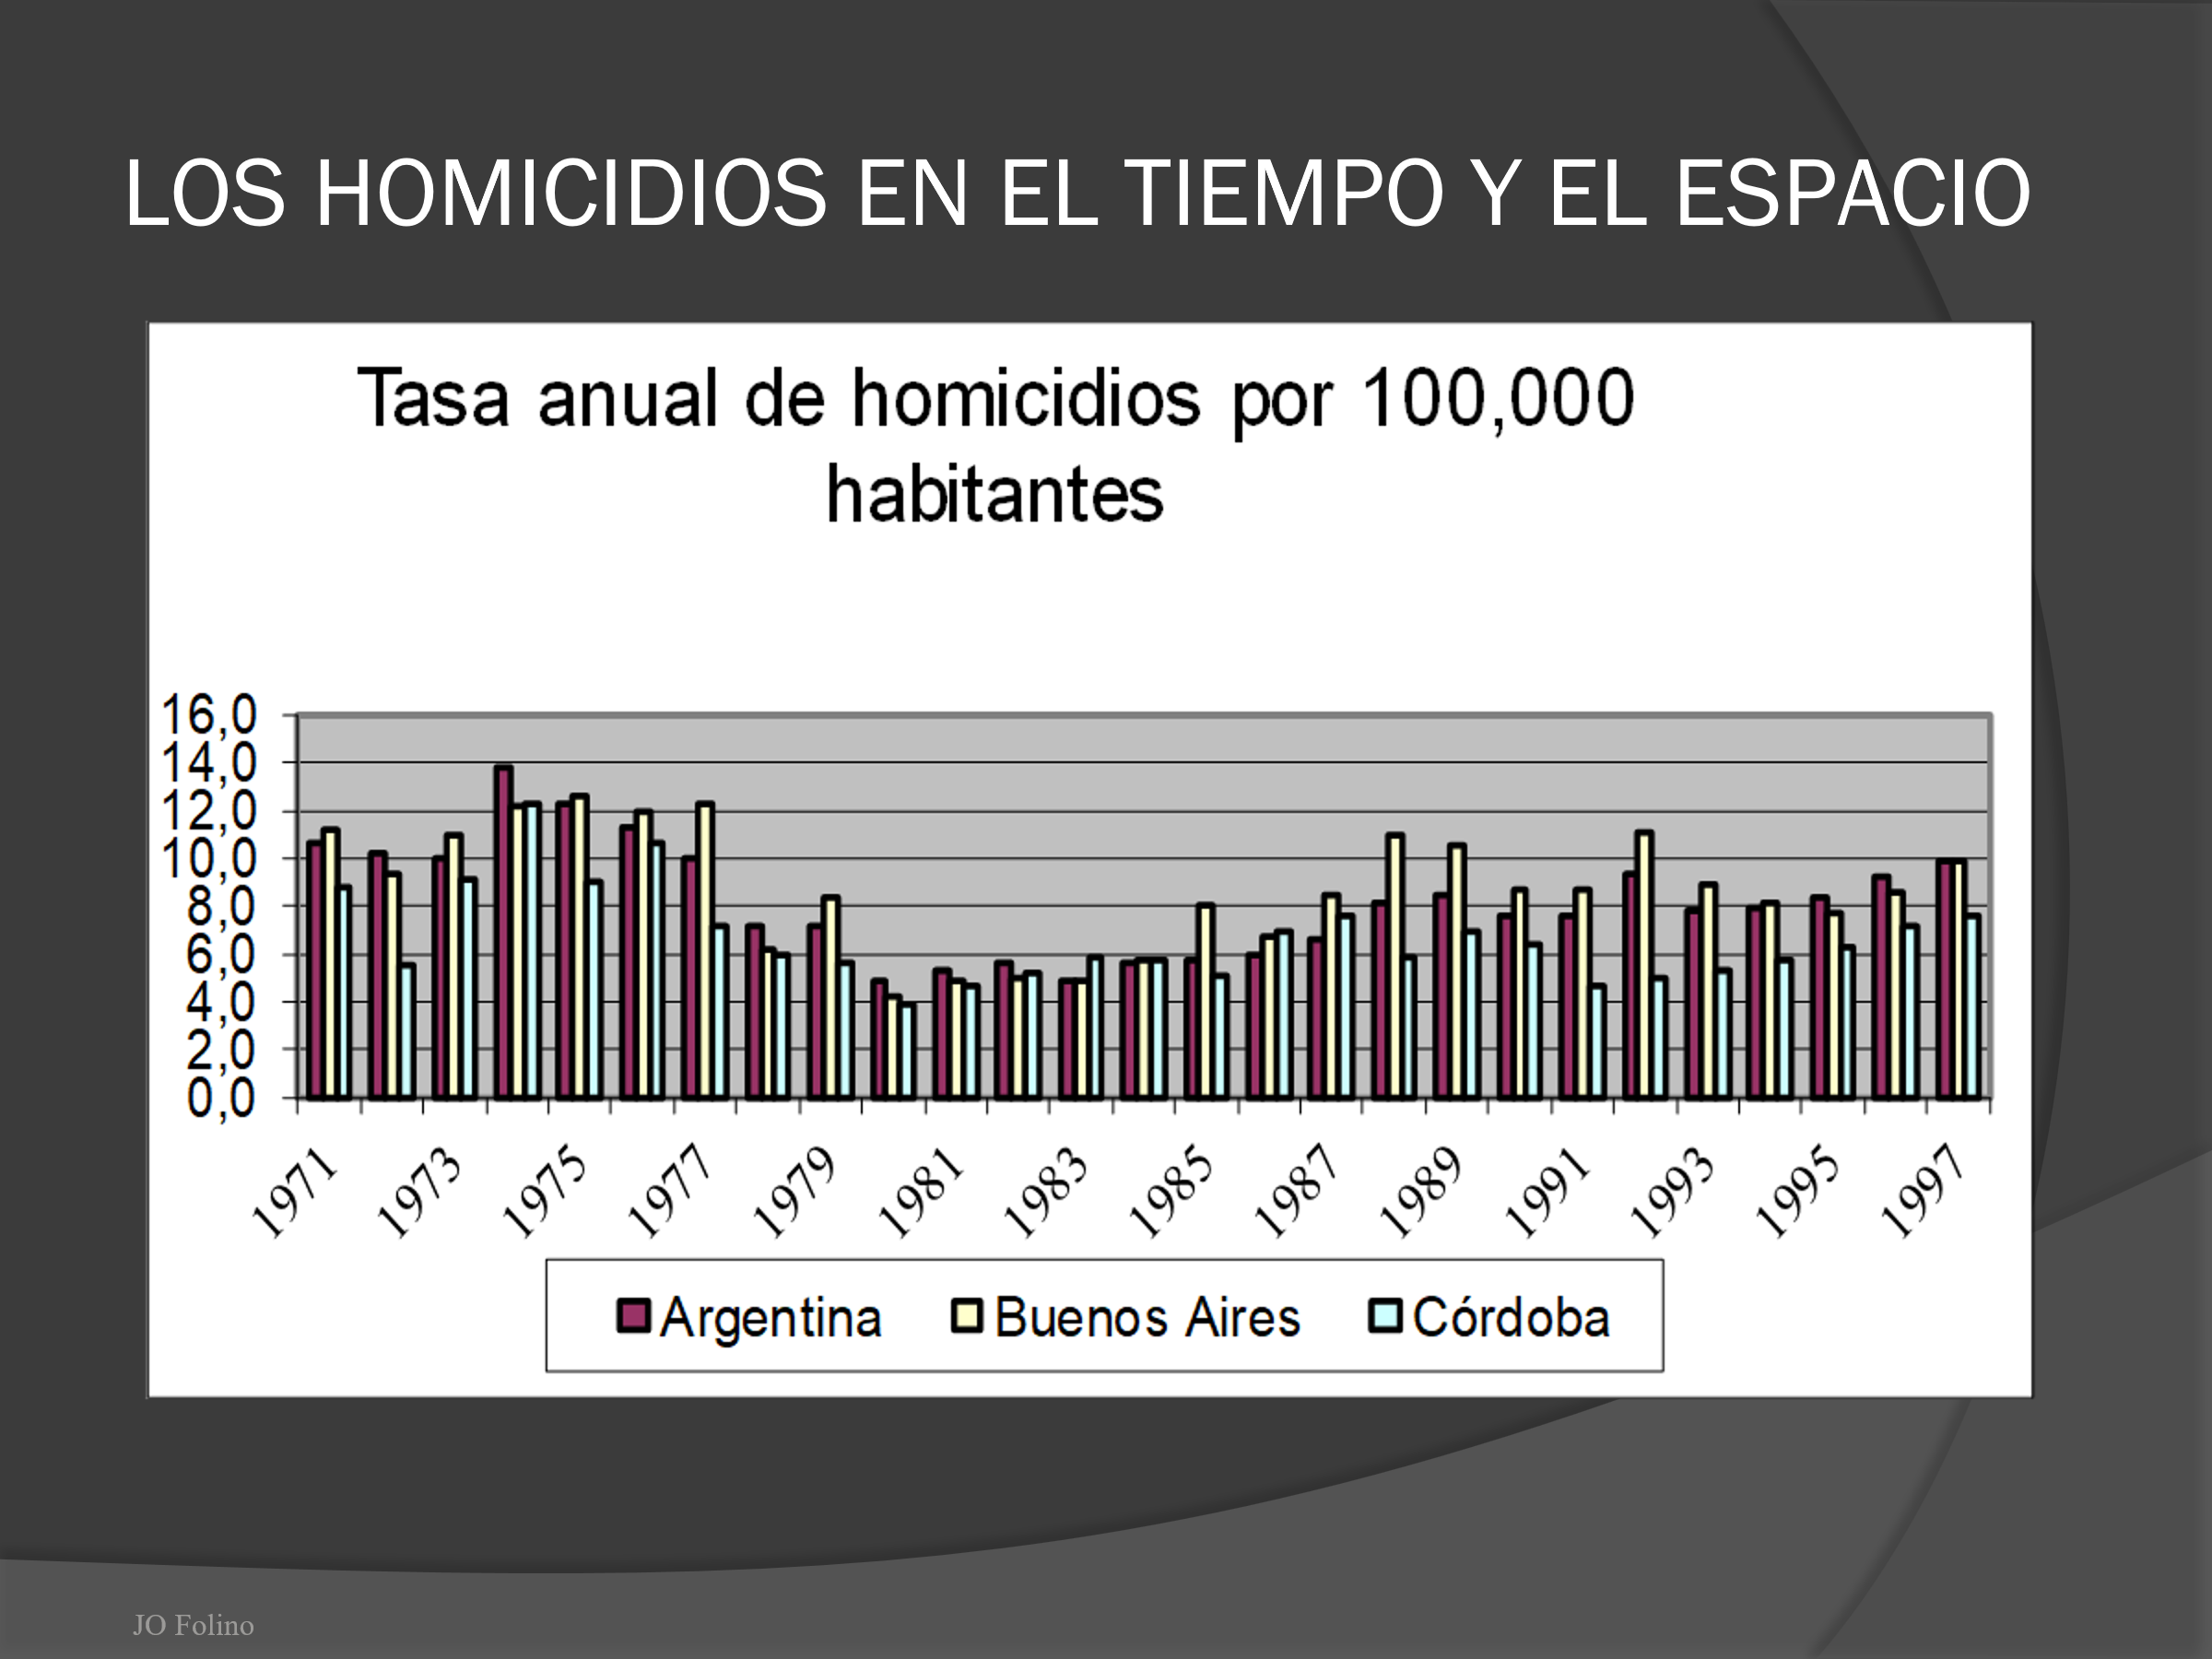 LOS HOMICIDIOS EN EL TIEMPO Y EL ESPACIO
Tasa anual de homicidios por 100,000
habitantes
16,0
14,0
12,0
10,0
8,0
6,0
4,0
2,0
0,0
1971 1973 1975 1977 1979 1981 1983 1985 1987 1989 1991 1993 1995 1997
Argentina Buenos Aires Córdoba
JO Folino